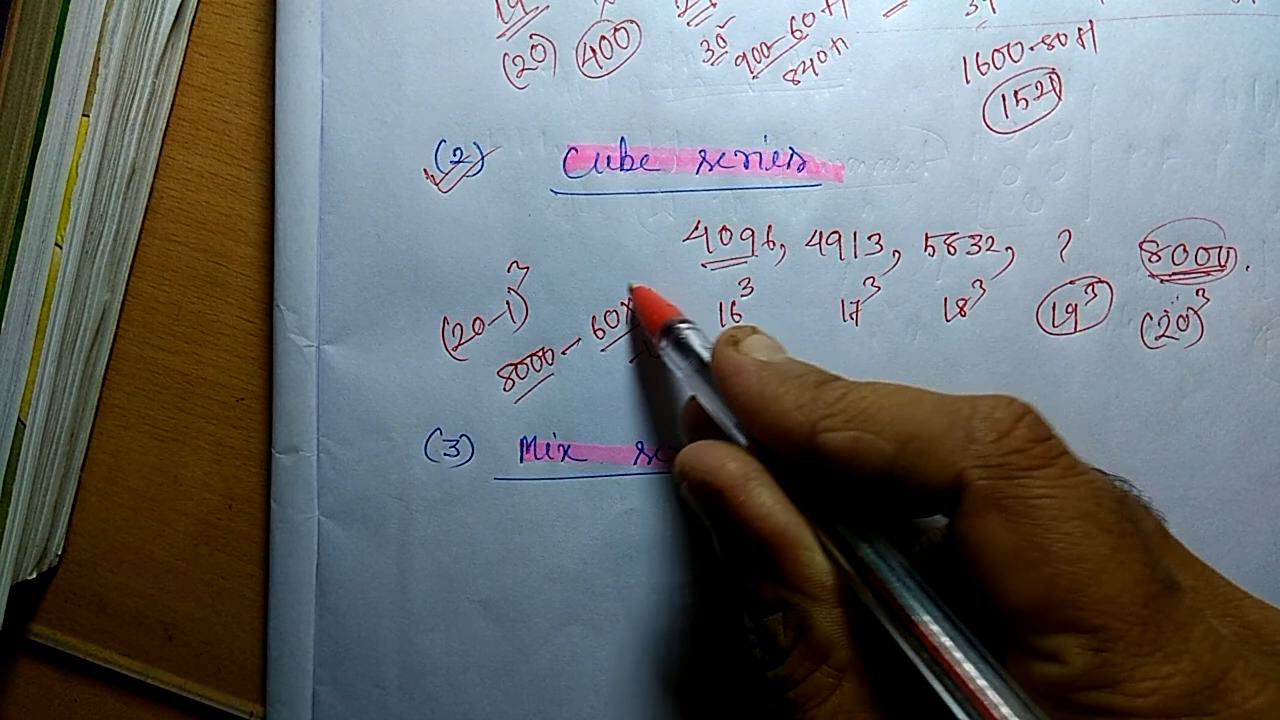 (20) 400 30 900-60+1
840+1
1600-80+1
1521
(2) Cube series
4096, 4913, 5832, ? 8000.
16³ 17³ 18³ 19³ (20)³
(20-1)³
8000 - 60x
(3) Mix